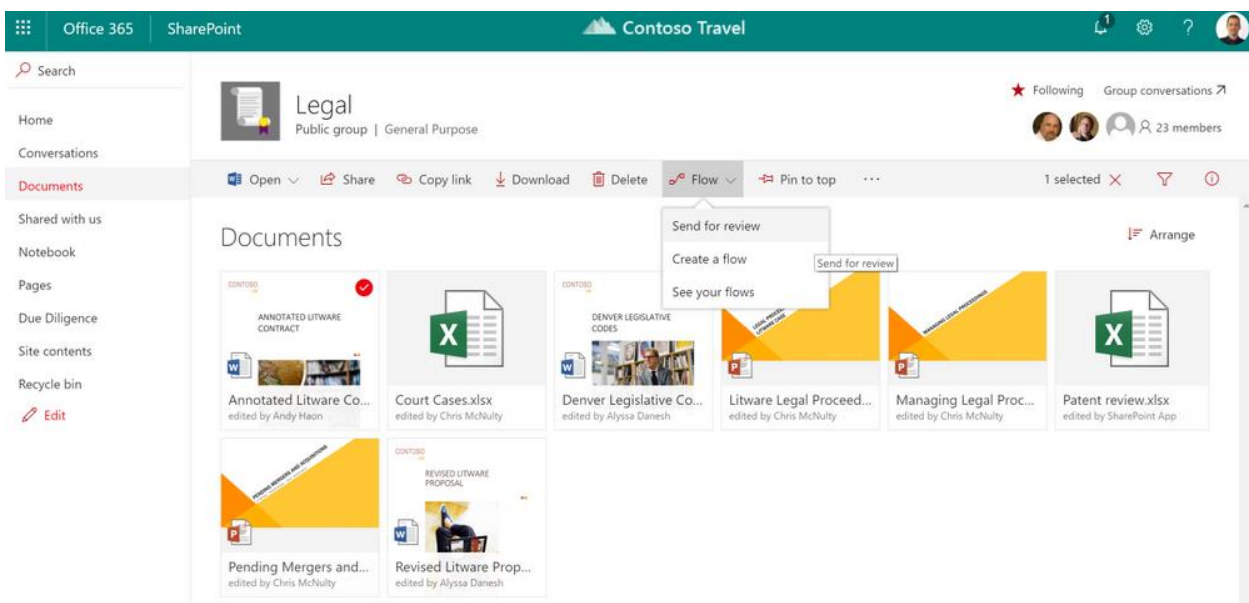 Office 365
SharePoint
Contoso Travel
1
?
Search
Home
Conversations
Documents
Shared with us
Notebook
Pages
Due Diligence
Site contents
Recycle bin
Edit
Legal
Public group | General Purpose
Following
Group conversations
23 members
Open
Share
Copy link
Download
Delete
Flow
Pin to top
...
1 selected
Send for review
Create a flow
See your flows
Send for review
Documents
Arrange
CONTOSO
ANNOTATED LITWARE
CONTRACT
Annotated Litware Co...
edited by Andy Haon
X
Court Cases.xlsx
edited by Chris McNulty
CONTOSO
DENVER LEGISLATIVE
CODES
Denver Legislative Co...
edited by Alyssa Danesh
LITWARE CASE
Litware Legal Proceed...
edited by Chris McNulty
MANAGING LEGAL PROCEEDINGS
Managing Legal Proc...
edited by Chris McNulty
X
Patent review.xlsx
edited by SharePoint App
PENDING MERGERS AND ACQUISITIONS
Pending Mergers and...
edited by Chris McNulty
CONTOSO
REVISED LITWARE
PROPOSAL
Revised Litware Prop...
edited by Alyssa Danesh